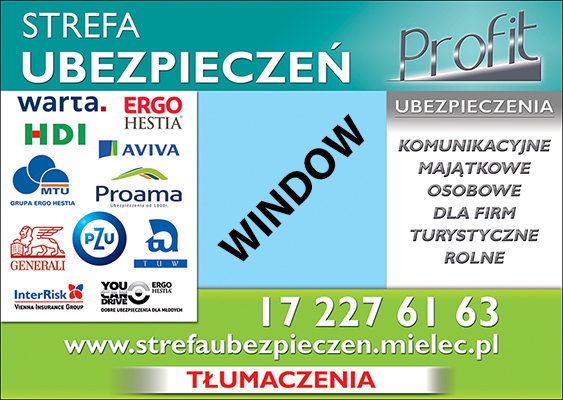 STREFA
UBEZPIECZEŃ
Profit
warta.
ERGO
HESTIA®
HDI
AVIVA
MTU
GRUPA ERGO HESTIA
Proama
Ubezpieczenia od 1808r.
GENERALI
PZU
TUW
InterRisk
VIENNA INSURANCE GROUP
YOU
CAN
DRIVE
ERGO
HESTIA®
DOBRE UBEZPIECZENIA DLA MŁODYCH
WINDOW
UBEZPIECZENIA
KOMUNIKACYJNE
MAJĄTKOWE
OSOBOWE
DLA FIRM
TURYSTYCZNE
ROLNE
17 227 61 63
www.strefaubezpieczen.mielec.pl
TŁUMACZENIA